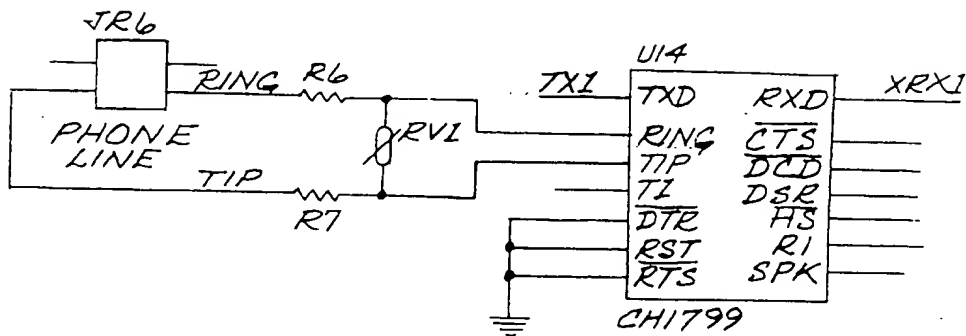 JR6
RING
R6
PHONE
LINE
RV1
TIP
R7
U14
TX1
TXD
RXD
XRX1
RING
CTS
TIP
DCD
TI
DSR
DTR
HS
RST
RI
RTS
SPK
CH1799